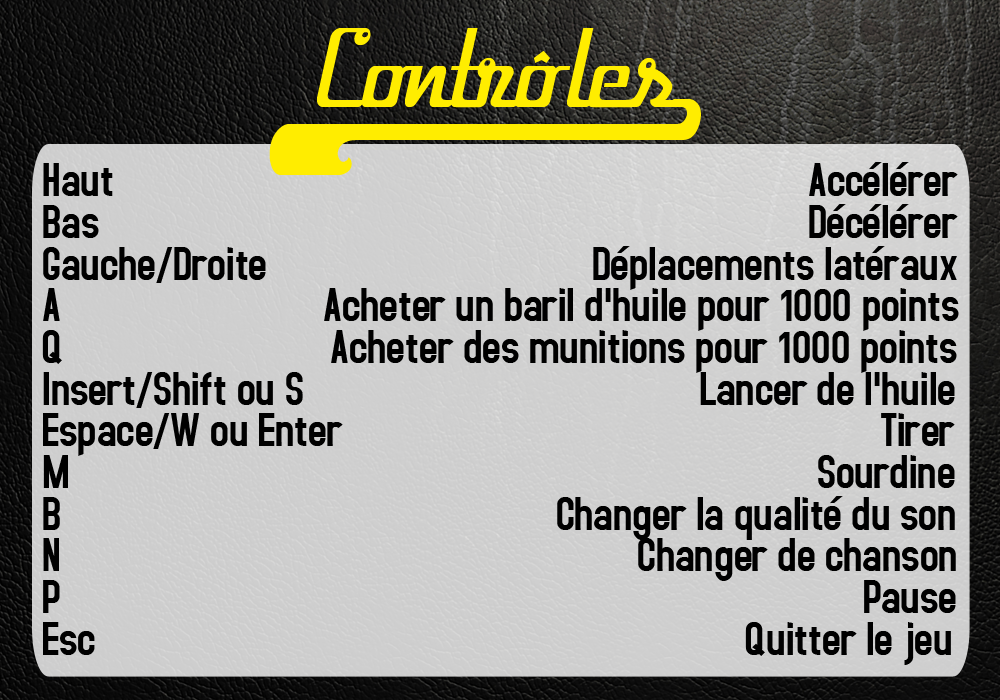 Contrôles
Haut Accélérer
Bas Décélérer
Gauche/Droite Déplacements latéraux
A Acheter un baril d'huile pour 1000 points
Q Acheter des munitions pour 1000 points
Insert/Shift ou S Lancer de l'huile
Espace/W ou Enter Tirer
M Sourdine
B Changer la qualité du son
N Changer de chanson
P Pause
Esc Quitter le jeu